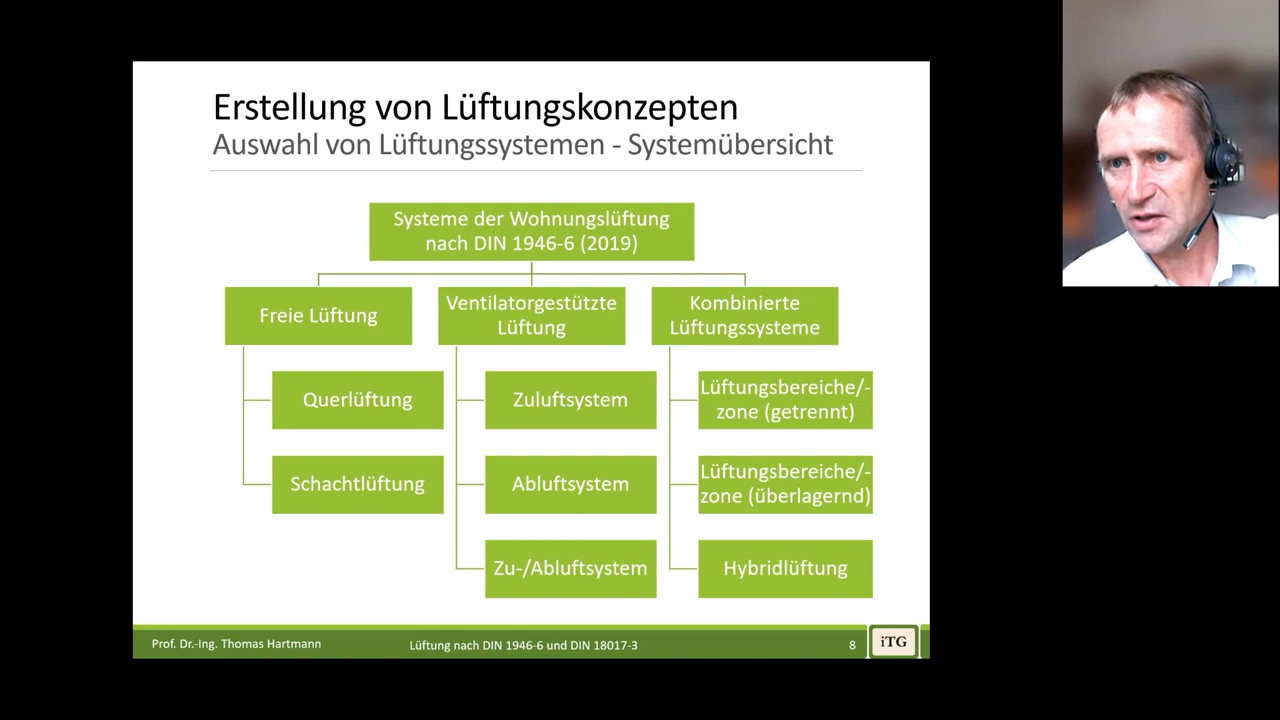 Erstellung von Lüftungskonzepten
Auswahl von Lüftungssystemen - Systemübersicht
Systeme der Wohnungslüftung
nach DIN 1946-6 (2019)
Freie Lüftung
Querlüftung
Schachtlüftung
Ventilatorgestützte
Lüftung
Zuluftsystem
Abluftsystem
Zu-/Abluftsystem
Kombinierte
Lüftungssysteme
Lüftungsbereiche/-
zone (getrennt)
Lüftungsbereiche/-
zone (überlagernd)
Hybridlüftung
Prof. Dr.-Ing. Thomas Hartmann
Lüftung nach DIN 1946-6 und DIN 18017-3
8
iTG